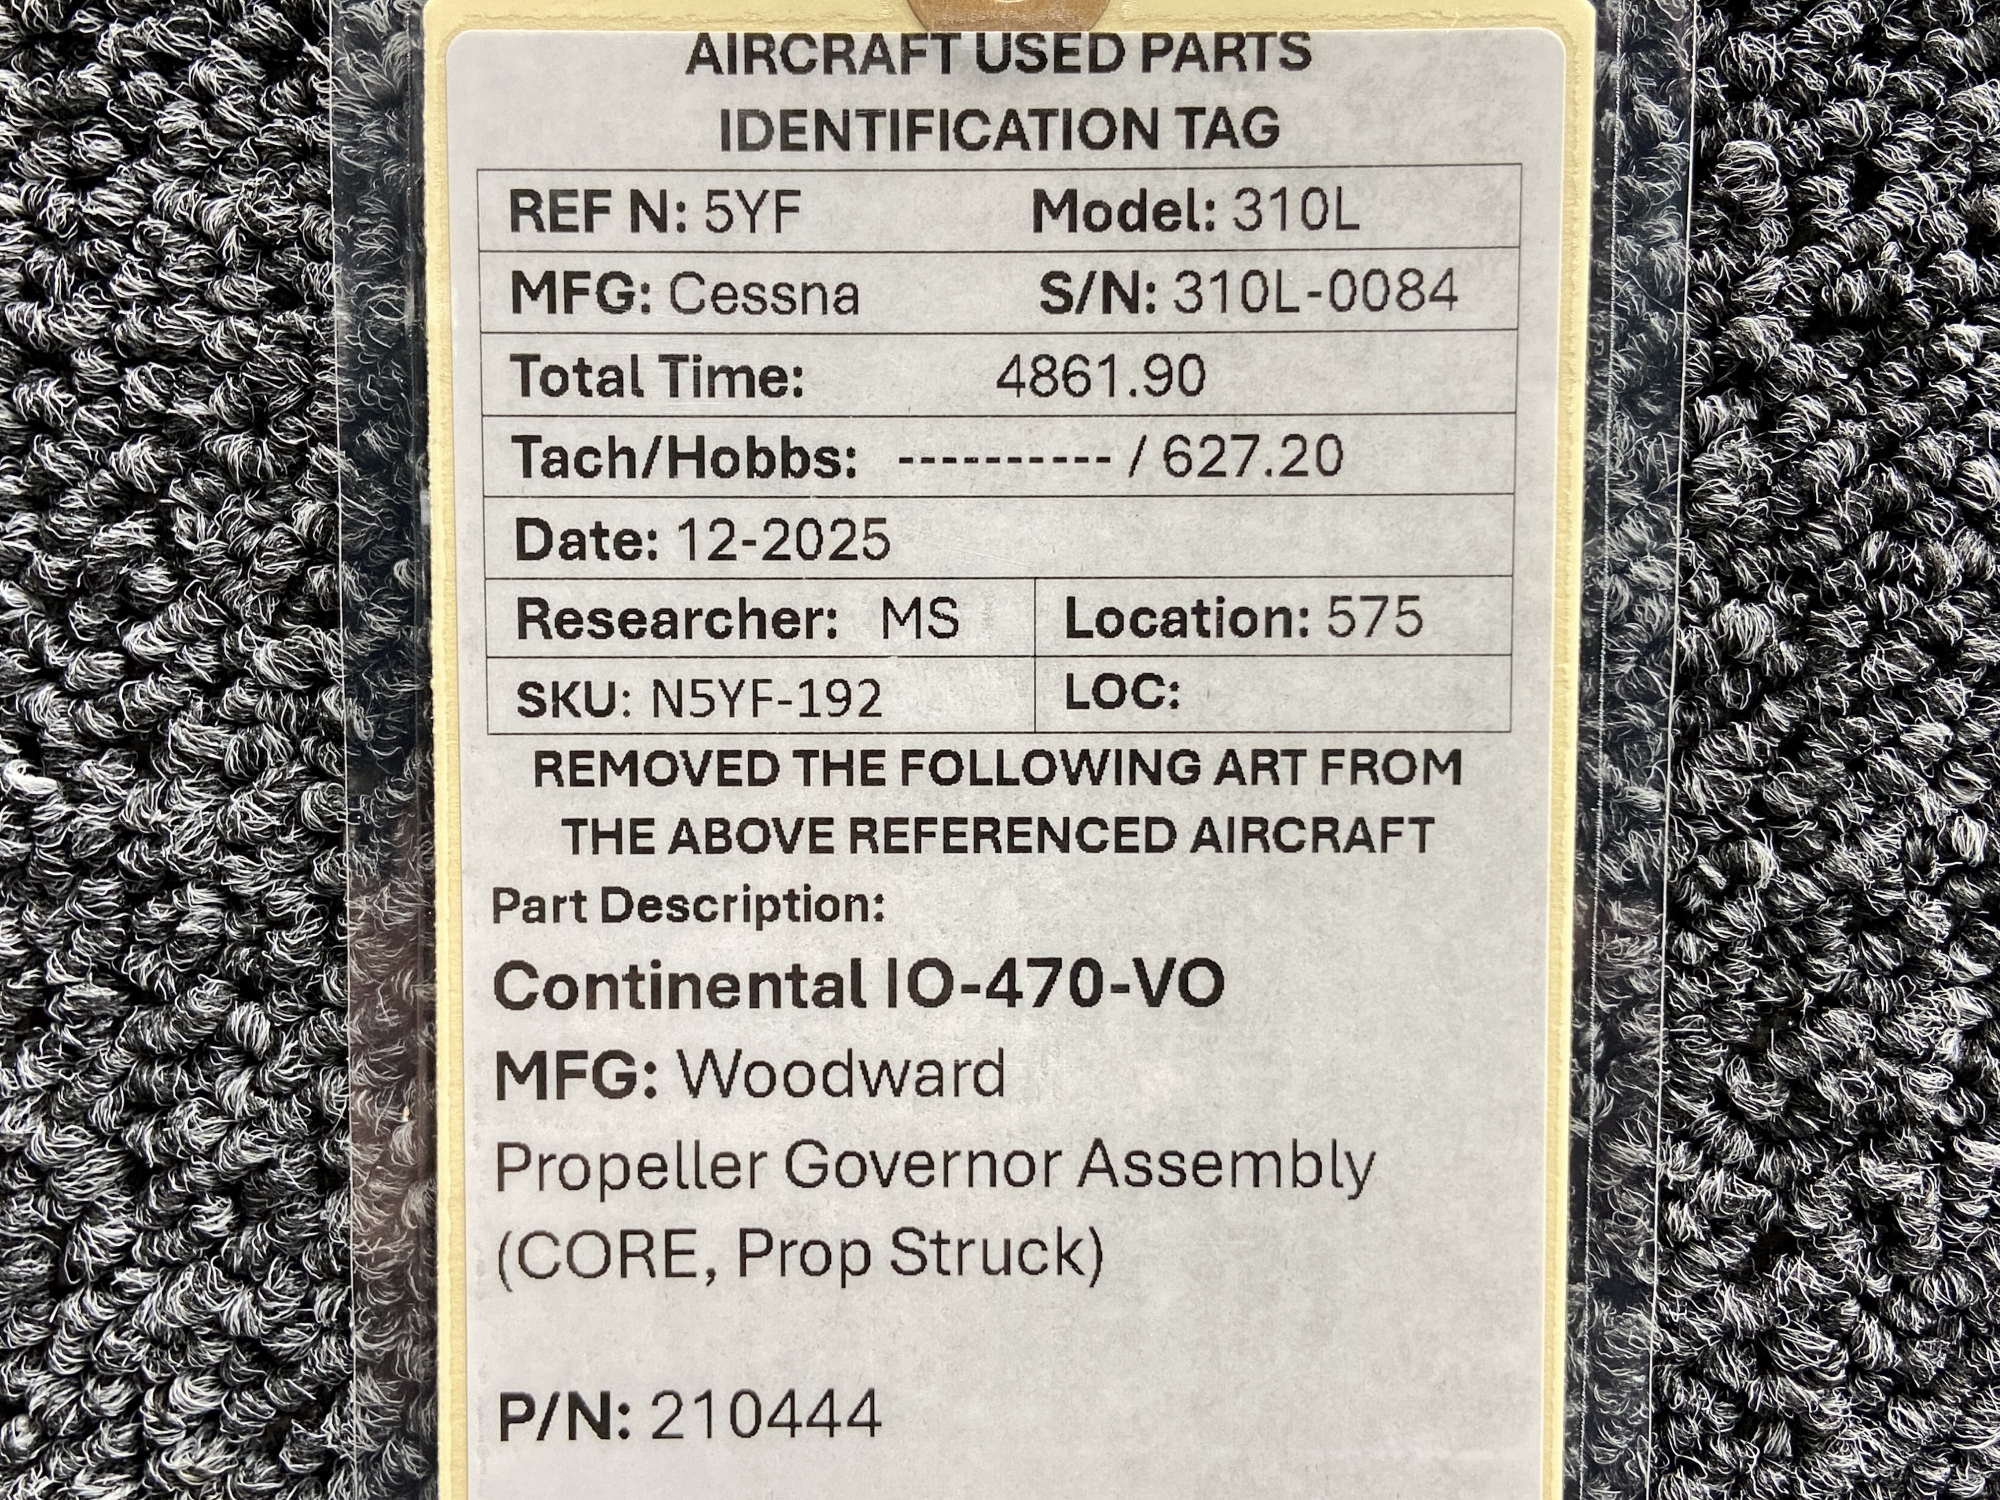 AIRCRAFT USED PARTS
IDENTIFICATION TAG
REF N: 5YF Model: 310L
MFG: Cessna S/N: 310L-0084
Total Time: 4861.90
Tach/Hobbs: ---------- / 627.20
Date: 12-2025
Researcher: MS Location: 575
SKU: N5YF-192 LOC:
REMOVED THE FOLLOWING ART FROM
THE ABOVE REFERENCED AIRCRAFT
Part Description:
Continental IO-470-VO
MFG: Woodward
Propeller Governor Assembly
(CORE, Prop Struck)
P/N: 210444